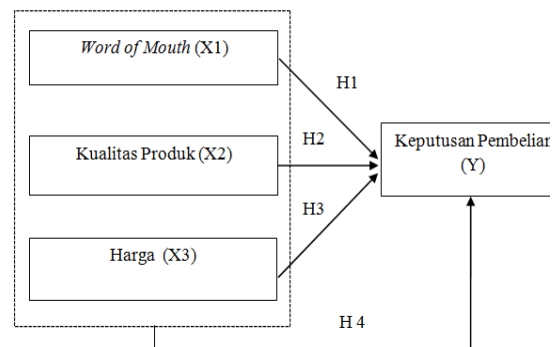 Word of Mouth (X1)
H1
H2
Keputusan Pembelian
(Y)
Kualitas Produk (X2)
H3
Harga (X3)
H 4